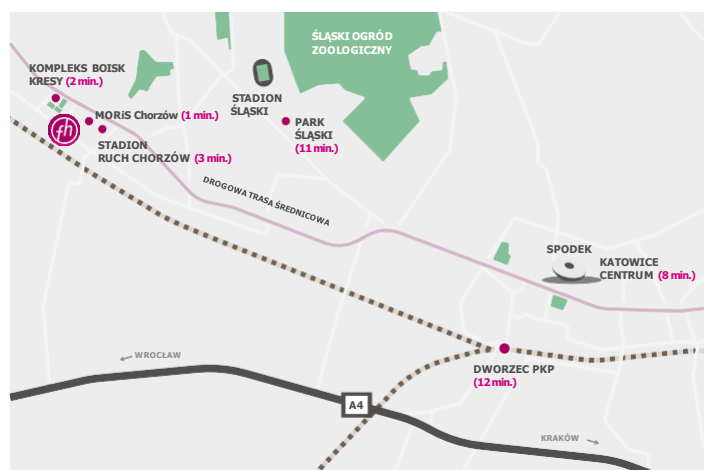 ŚLĄSKI OGRÓD
ZOOLOGICZNY
KOMPLEKS BOISK
KRESY (2 min.)
STADION
ŚLĄSKI
MORiS Chorzów (1 min.)
fh
PARK
ŚLĄSKI
(11 min.)
STADION
RUCH CHORZÓW (3 min.)
DROGOWA TRASA ŚREDNICOWA
SPODEK
KATOWICE
CENTRUM (8 min.)
WROCŁAW
DWORZEC PKP
(12 min.)
A4
KRAKÓW